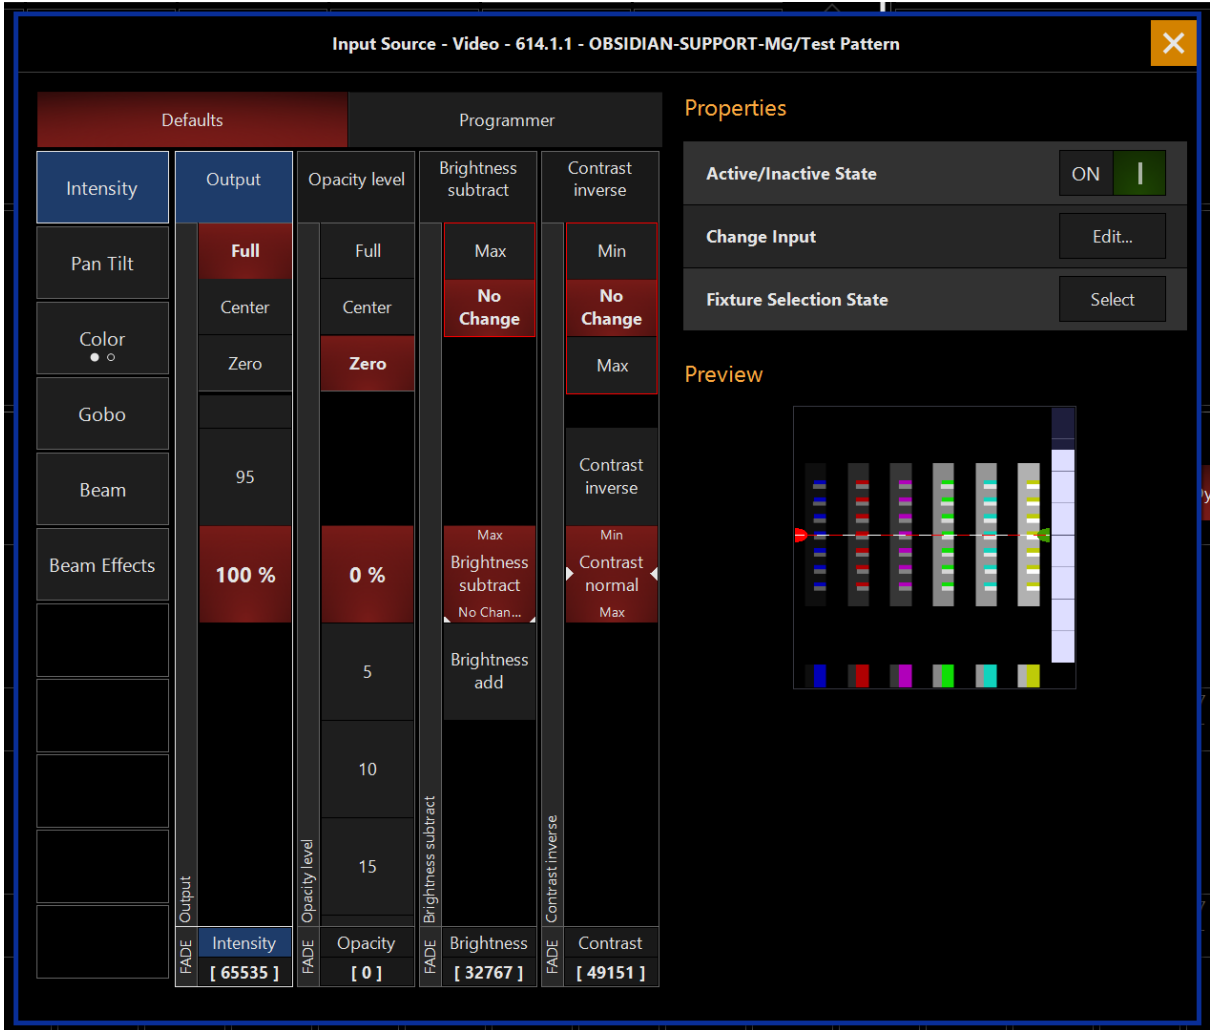 Input Source - Video - 614.1.1 - OBSIDIAN-SUPPORT-MG/Test Pattern
Defaults
Programmer
Intensity
Pan Tilt
Color
Gobo
Beam
Beam Effects
Output
Full
Center
Zero
95
100 %
Output
FADE
Intensity
[ 65535 ]
Opacity level
Full
Center
Zero
0 %
5
10
15
Opacity level
FADE
Opacity
[ 0 ]
Brightness
subtract
Max
No
Change
Max
Brightness
subtract
No Chan...
Brightness
add
Brightness subtract
FADE
Brightness
[ 32767 ]
Contrast
inverse
Min
No
Change
Max
Contrast
inverse
Min
Contrast
normal
Max
Contrast inverse
FADE
Contrast
[ 49151 ]
Properties
Active/Inactive State
ON
Change Input
Edit...
Fixture Selection State
Select
Preview